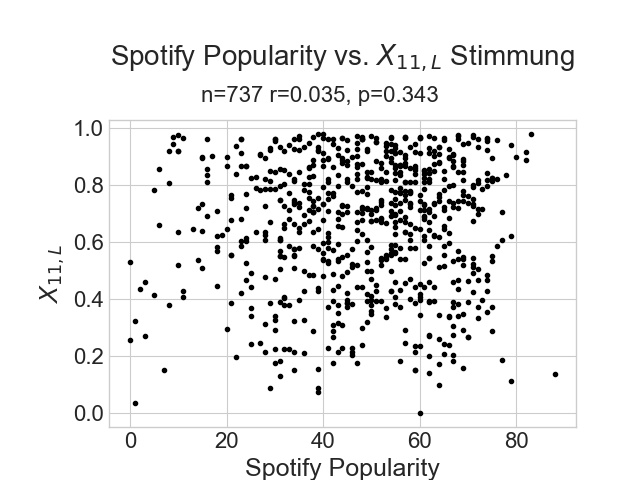 Spotify Popularity vs. X11, L Stimmung
n=737 r=0.035, p=0.343
1.0
0.8
0.6
0.4
0.2
0.0
X11, L
0 20 40 60 80
Spotify Popularity